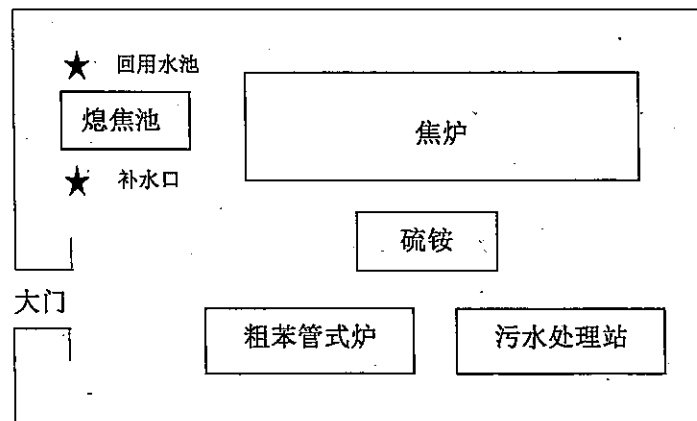 回用水池
熄焦池
焦炉
补水口
硫铵
大门
粗苯管式炉
污水处理站